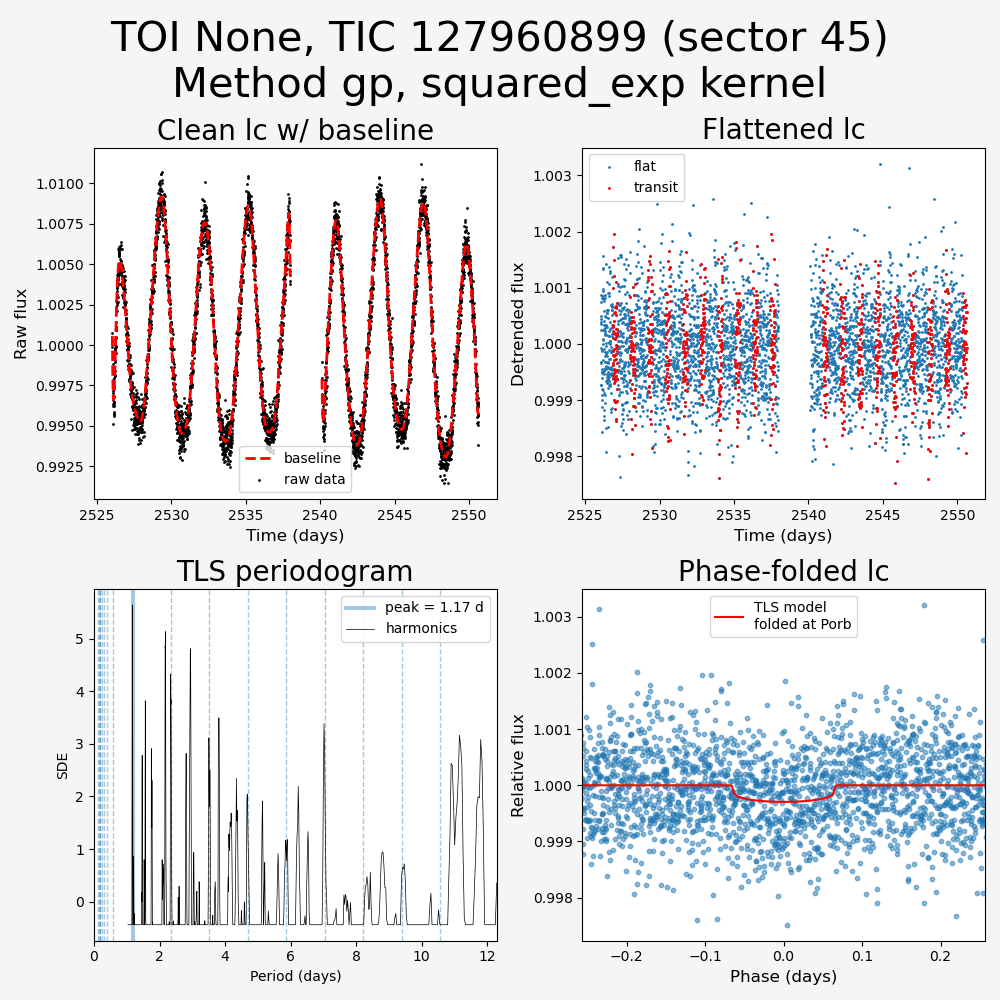 TOI None, TIC 127960899 (sector 45)
Method gp, squared_exp kernel
Clean lc w/ baseline
Raw flux
1.0100
1.0075
1.0050
1.0025
1.0000
0.9975
0.9950
0.9925
baseline
raw data
2525
2530
2535
2540
2545
2550
Time (days)
Flattened lc
Detrended flux
1.003
1.002
1.001
1.000
0.999
0.998
flat
transit
2525
2530
2535
2540
2545
2550
Time (days)
TLS periodogram
SDE
5
4
3
2
1
0
peak = 1.17 d
harmonics
0
2
4
6
8
10
12
Period (days)
Phase-folded lc
Relative flux
1.003
1.002
1.001
1.000
0.999
0.998
TLS model
folded at Porb
−0.2
−0.1
0.0
0.1
0.2
Phase (days)